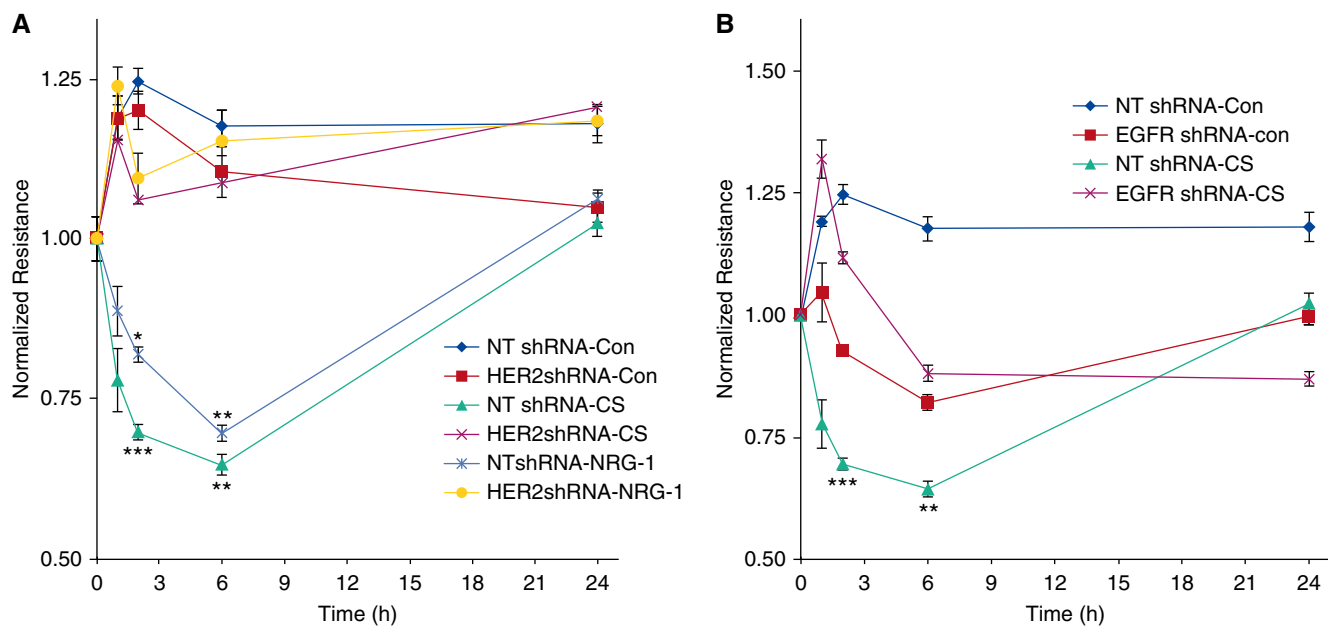 A
Normalized Resistance
1.25
1.00
0.75
0.50
*
***
**
**
NT shRNA-Con
HER2shRNA-Con
NT shRNA-CS
HER2shRNA-CS
NTshRNA-NRG-1
HER2shRNA-NRG-1
0 3 6 9 12 15 18 21 24
Time (h)
B
Normalized Resistance
1.50
1.25
1.00
0.75
0.50
NT shRNA-Con
EGFR shRNA-con
NT shRNA-CS
EGFR shRNA-CS
***
**
0 3 6 9 12 15 18 21 24
Time (h)